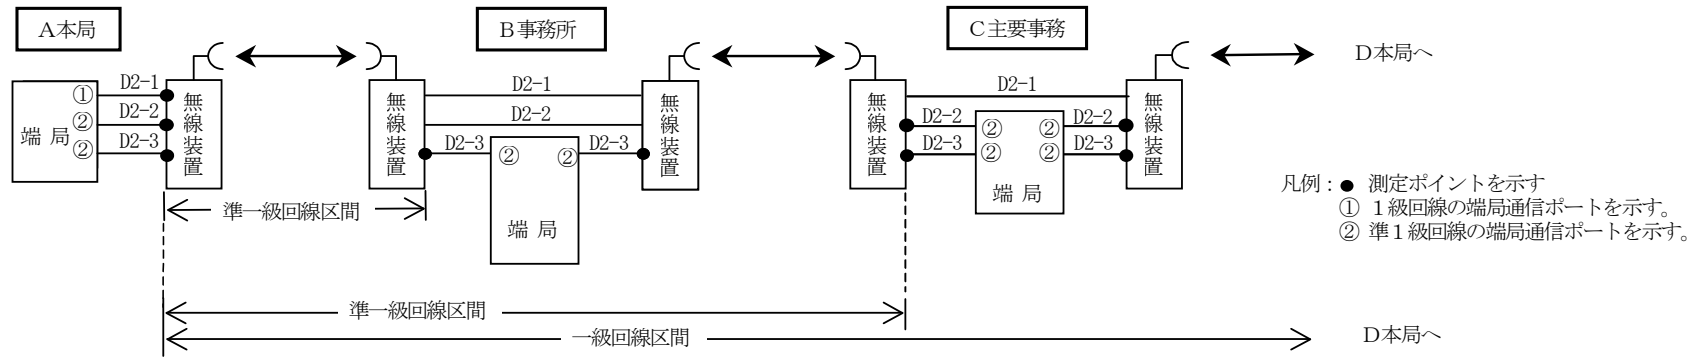 A本局
B事務所
C主要事務
D本局へ
端 局
①
②
②
D2-1
D2-2
D2-3
無線装置
無線装置
D2-1
D2-2
D2-3
②
②
D2-3
端 局
無線装置
無線装置
D2-1
D2-2
D2-3
②
②
②
②
D2-2
D2-3
端 局
無線装置
凡例：● 測定ポイントを示す
① １級回線の端局通信ポートを示す。
② 準１級回線の端局通信ポートを示す。
準一級回線区間
準一級回線区間
一級回線区間
D本局へ